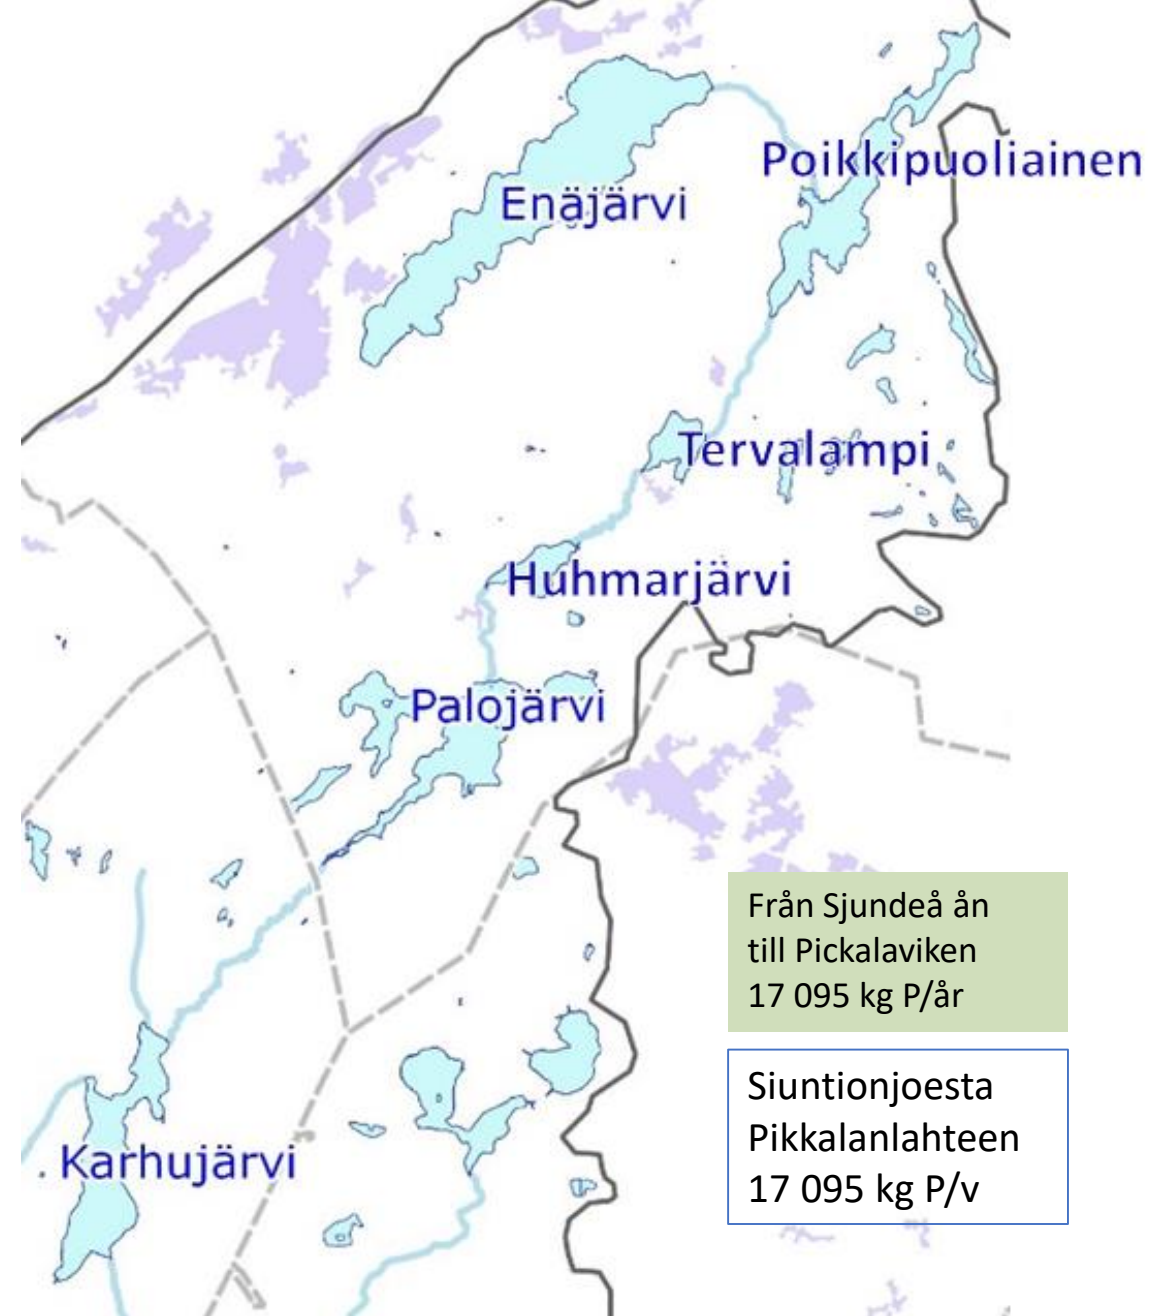 Poikkipuoliainen
Enäjärvi
Tervalampi
Huhmarjärvi
Palojärvi
Från Sjundeå ån
till Pickalaviken
17 095 kg P/år
Siuntionjoesta
Pikkalanlahteen
17 095 kg P/v
Karhujärvi